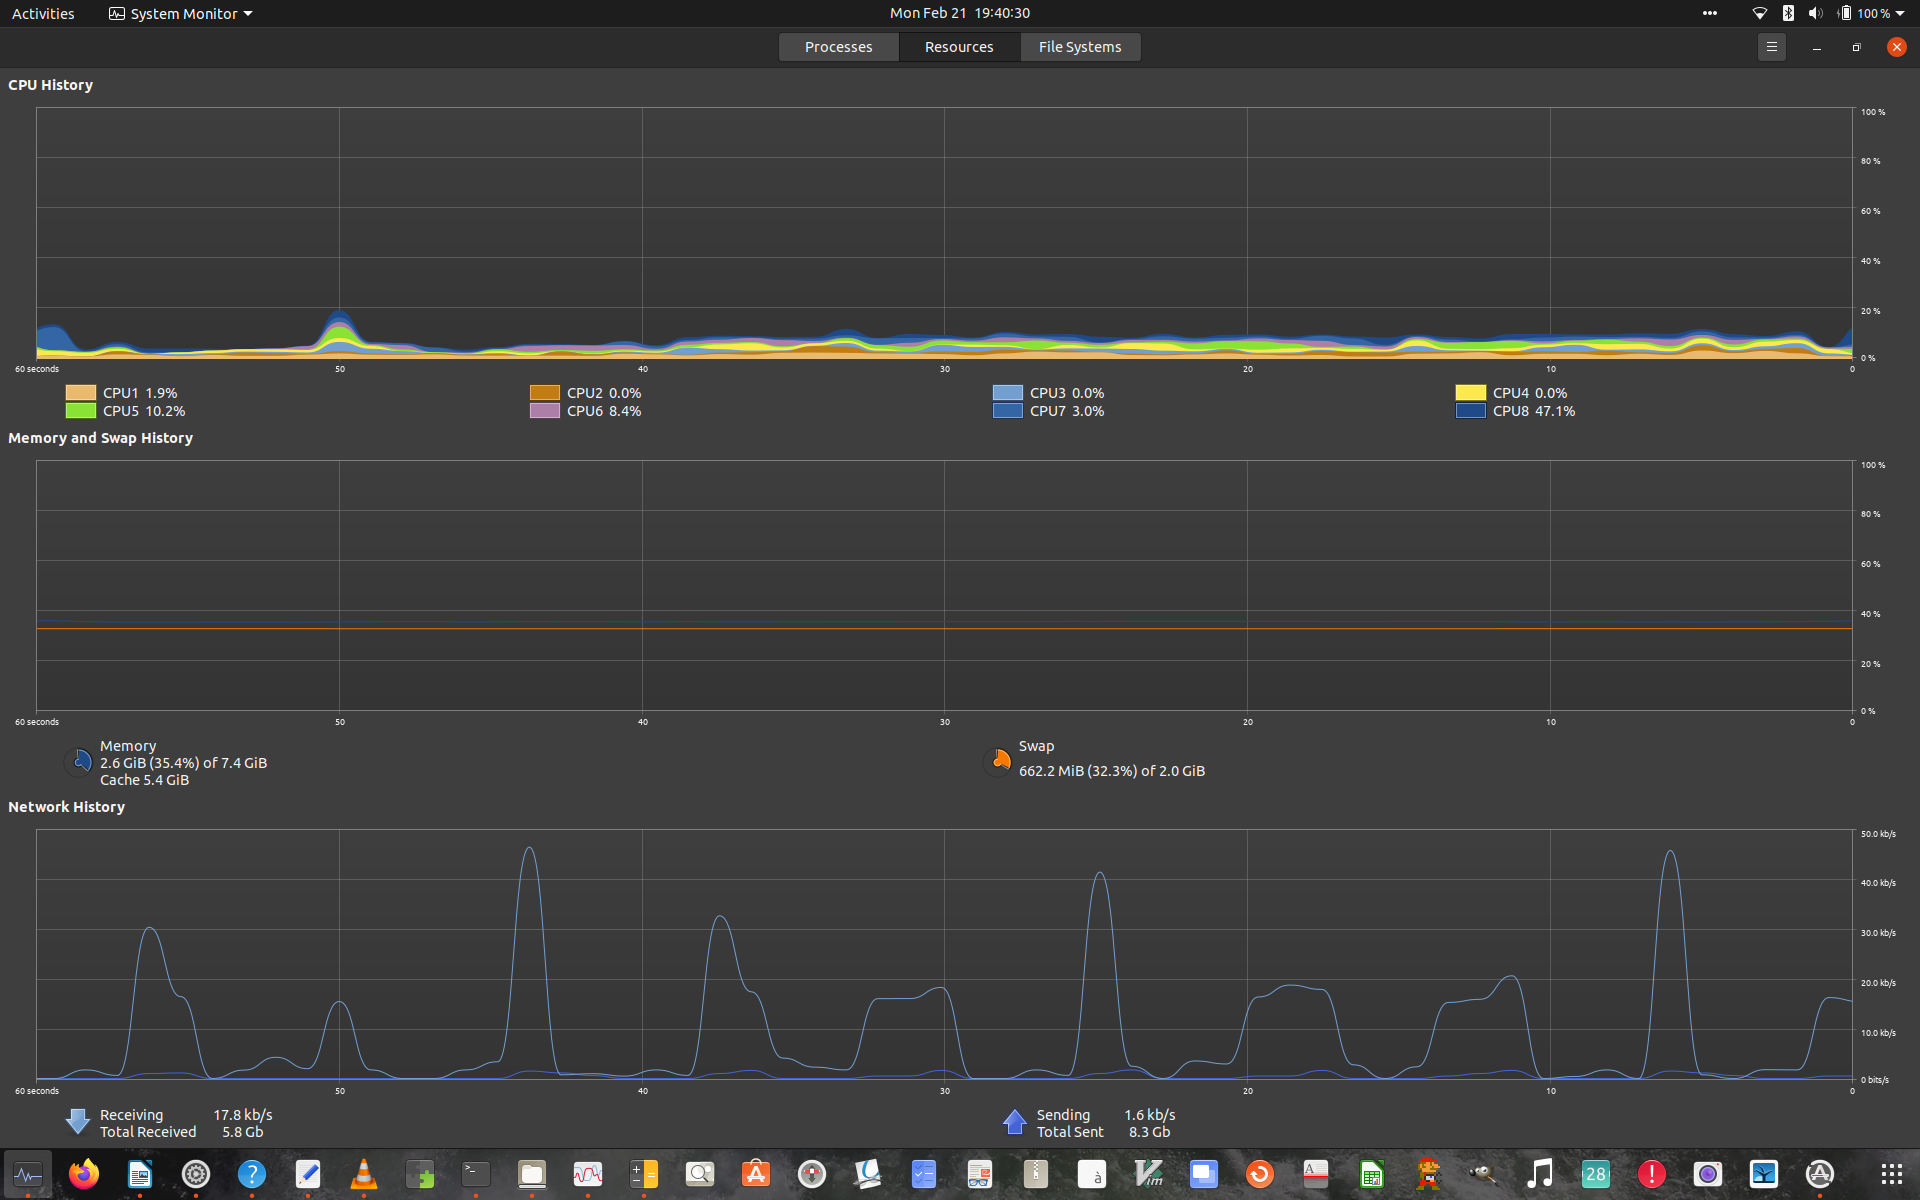 Activities System Monitor Mon Feb 21 19:40:30 100 %
Processes Resources File Systems
CPU History
100 %
80 %
60 %
40 %
20 %
0 %
60 seconds 50 40 30 20 10 0
CPU1 1.9% CPU2 0.0% CPU3 0.0% CPU4 0.0%
CPU5 10.2% CPU6 8.4% CPU7 3.0% CPU8 47.1%
Memory and Swap History
100 %
80 %
60 %
40 %
20 %
0 %
60 seconds 50 40 30 20 10 0
Memory
2.6 GiB (35.4%) of 7.4 GiB
Cache 5.4 GiB
Swap
662.2 MiB (32.3%) of 2.0 GiB
Network History
50.0 kb/s
40.0 kb/s
30.0 kb/s
20.0 kb/s
10.0 kb/s
0 bits/s
60 seconds 50 40 30 20 10 0
Receiving 17.8 kb/s
Total Received 5.8 Gb
Sending 1.6 kb/s
Total Sent 8.3 Gb
? >_ A à Vim A 28 !